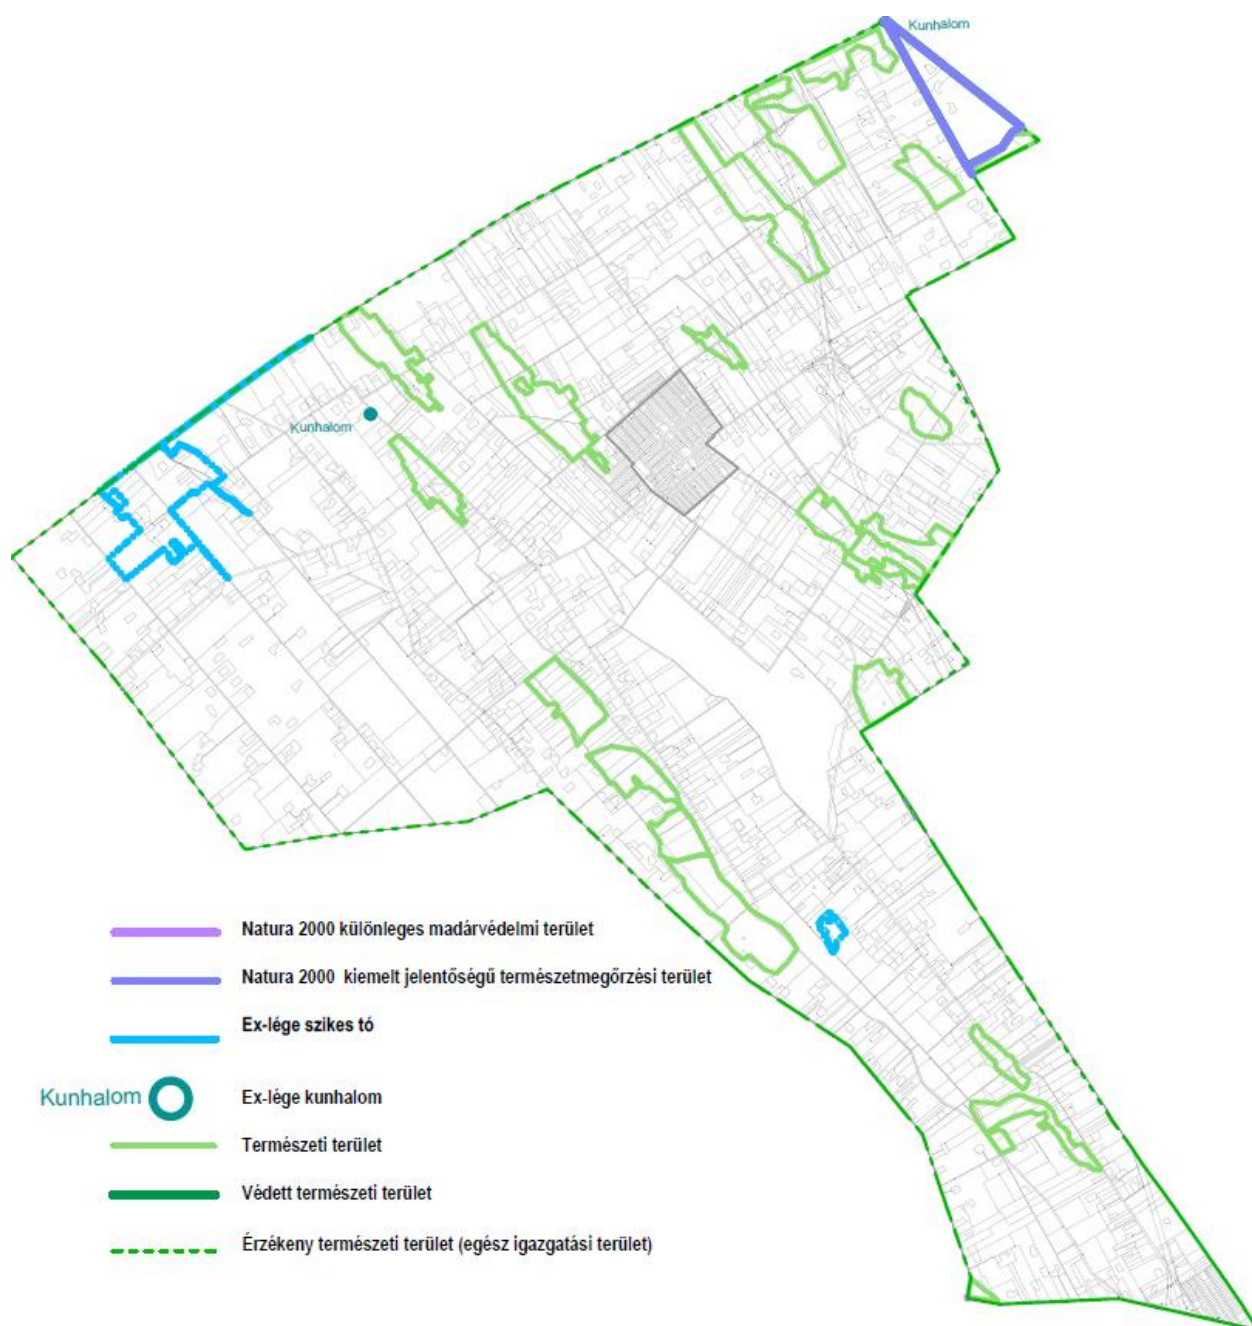 Kunhalom
Kunhalom
Natura 2000 különleges madárvédelmi terület
Natura 2000 kiemelt jelentőségű természetmegőrzési terület
Ex-lége szikes tó
Kunhalom
Ex-lége kunhalom
Természeti terület
Védett természeti terület
Érzékeny természeti terület (egész igazgatási terület)